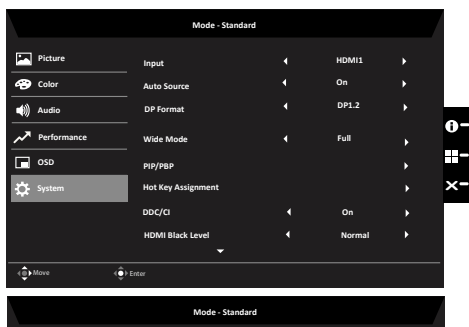 Mode - Standard
Picture
Color
Audio
Performance
OSD
System
Input HDMI1
Auto Source On
DP Format DP1.2
Wide Mode Full
PIP/PBP
Hot Key Assignment
DDC/CI On
HDMI Black Level Normal
Move Enter
Mode - Standard